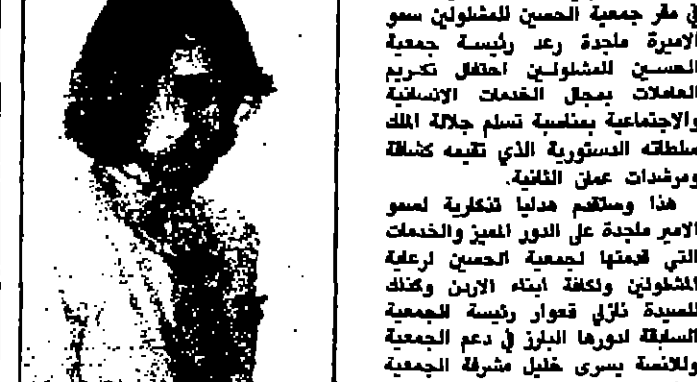 في مقر جمعية الحسين للمشلولين سمو
الاميرة ماجدة رعد رئيسة جمعية
الحسين للمشلولين احتفال تكريم
العاملات بمجال الخدمات الانسانية
والاجتماعية بمناسبة تسلم جلالة الملك
سلطاته الدستورية الذي تقيمه كشافة
ومرشدات عمان الثانية.
هذا وستقدم هدايا تذكارية لسمو
الامير ماجدة على الدور المميز والخدمات
التي قدمتها لجمعية الحسين لرعاية
المشلولين ولكافة ابناء الاردن وكذلك
للسيدة نازلي قعوار رئيسة الجمعية
السابقة لدورها البارز في دعم الجمعية
وللانسة يسرى خليل مشرفة الجمعية